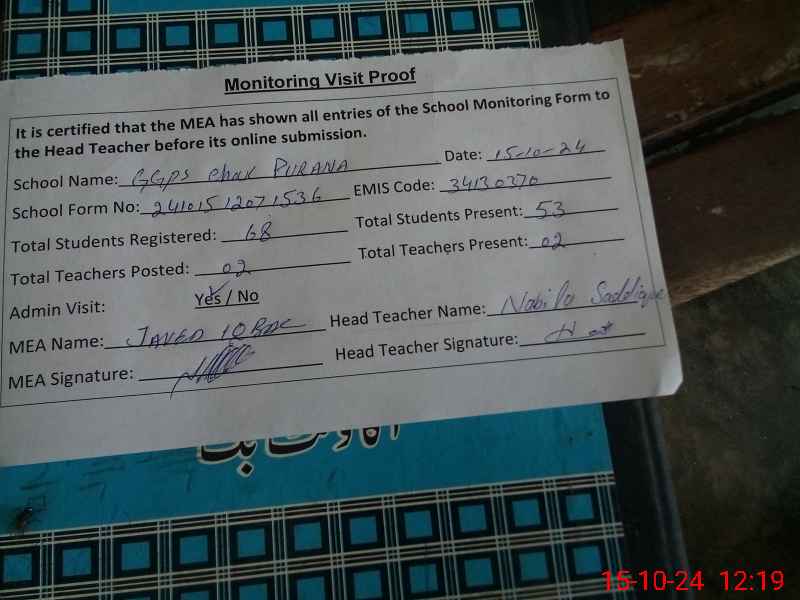 Monitoring Visit Proof
It is certified that the MEA has shown all entries of the School Monitoring Form to
the Head Teacher before its online submission.
School Name: GGPS Chak PURANA Date: 15-10-24
School Form No: 24101512071536 EMIS Code: 34130370
Total Students Registered: 68 Total Students Present: 53
Total Teachers Posted: 02 Total Teachers Present: 02
Admin Visit: Yes / No
MEA Name: JAVED IQBAL Head Teacher Name: Nabila Saddique
MEA Signature: Head Teacher Signature:
15-10-24 12:19